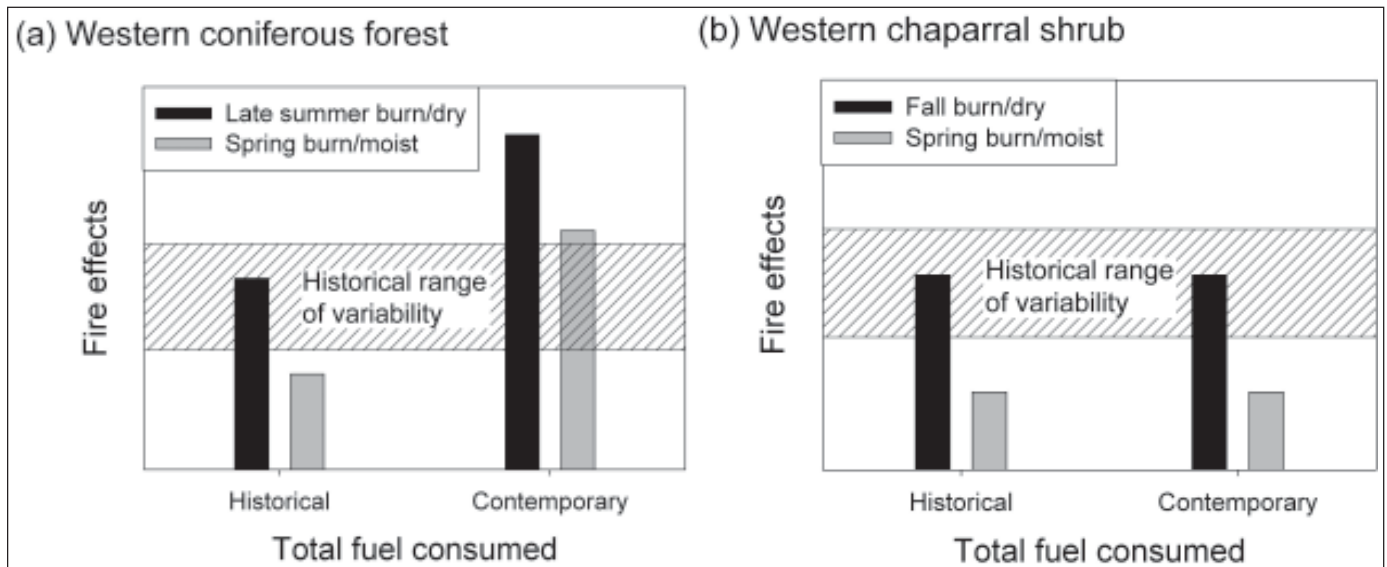 (a) Western coniferous forest
Late summer burn/dry
Spring burn/moist
Fire effects
Historical range
of variability
Historical
Contemporary
Total fuel consumed
(b) Western chaparral shrub
Fall burn/dry
Spring burn/moist
Fire effects
Historical range
of variability
Historical
Contemporary
Total fuel consumed